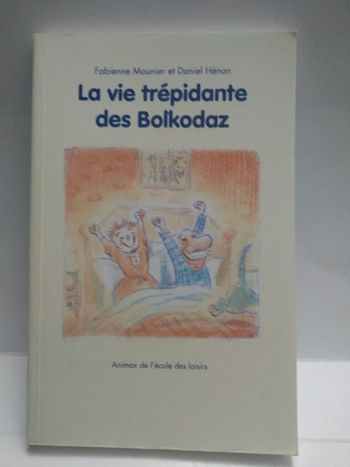 Fabienne Mounier et Daniel Hénon
La vie trépidante
des Bolkodaz
Animax de l'école des loisirs